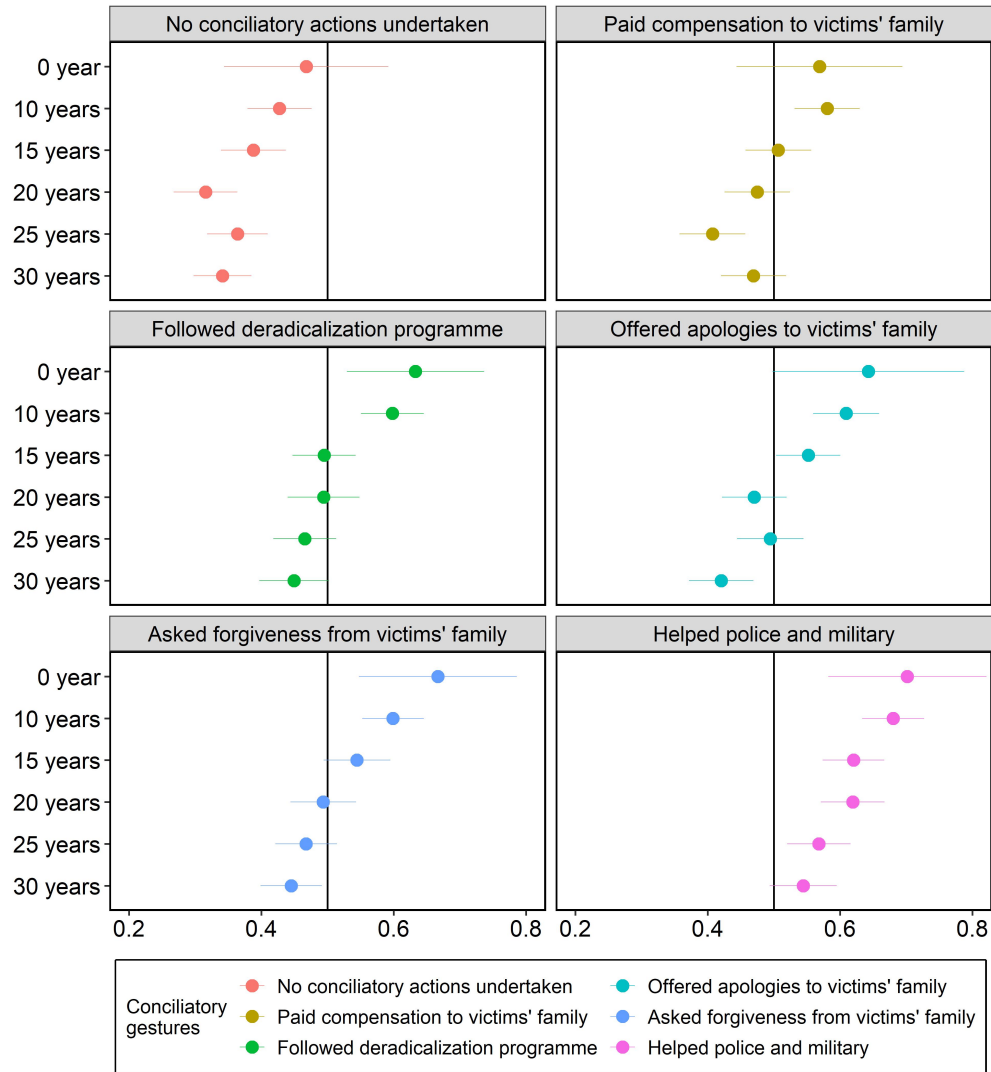 No conciliatory actions undertaken
Paid compensation to victims' family
0 year
10 years
15 years
20 years
25 years
30 years
Followed deradicalization programme
Offered apologies to victims' family
0 year
10 years
15 years
20 years
25 years
30 years
Asked forgiveness from victims' family
Helped police and military
0 year
10 years
15 years
20 years
25 years
30 years
0.2 0.4 0.6 0.8
0.2 0.4 0.6 0.8
Conciliatory
gestures
No conciliatory actions undertaken
Paid compensation to victims' family
Followed deradicalization programme
Offered apologies to victims' family
Asked forgiveness from victims' family
Helped police and military